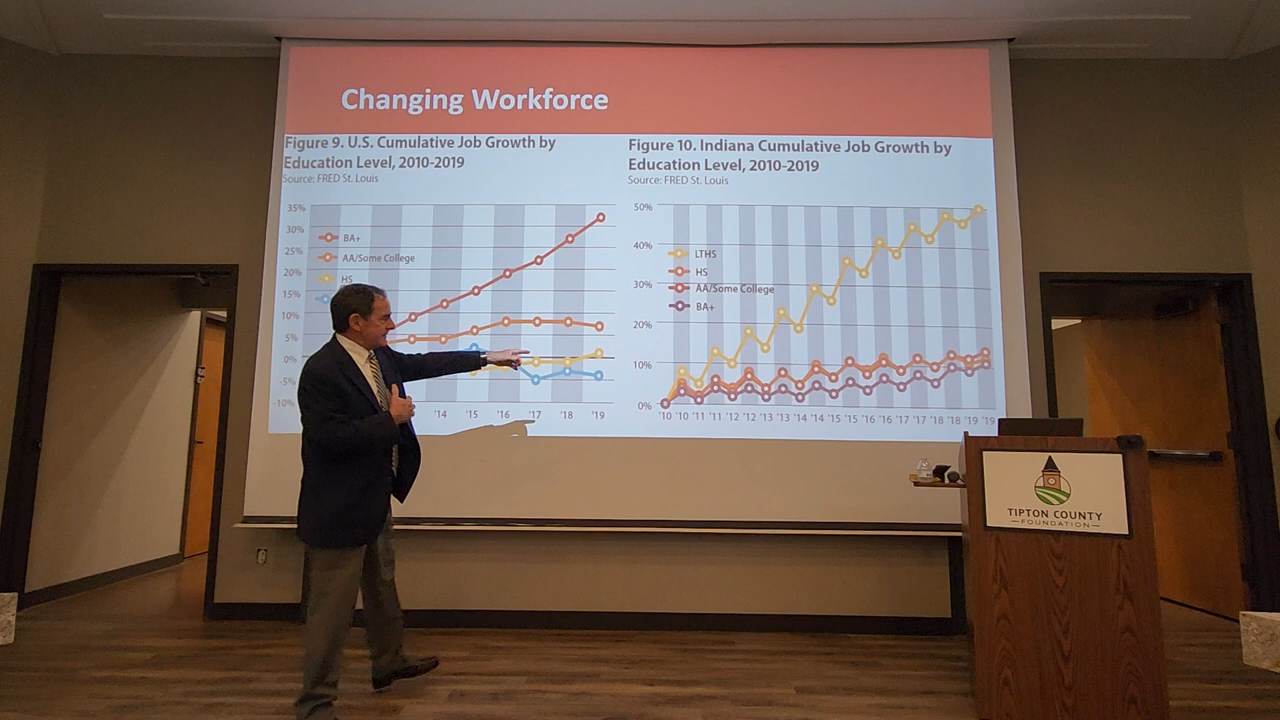 Changing Workforce
Figure 9. U.S. Cumulative Job Growth by
Education Level, 2010-2019
Source: FRED St. Louis
35%
30%
25%
20%
15%
10%
5%
0%
-5%
-10%
BA+
AA/Some College
HS
'14
'15
'16
'17
'18
'19
Figure 10. Indiana Cumulative Job Growth by
Education Level, 2010-2019
Source: FRED St. Louis
50%
40%
30%
20%
10%
0%
LTHS
HS
AA/Some College
BA+
'10 '10 '11 '11 '12 '12 '13 '13 '14 '14 '15 '15 '16 '16 '17 '17 '18 '18 '19 '19
TIPTON COUNTY
FOUNDATION